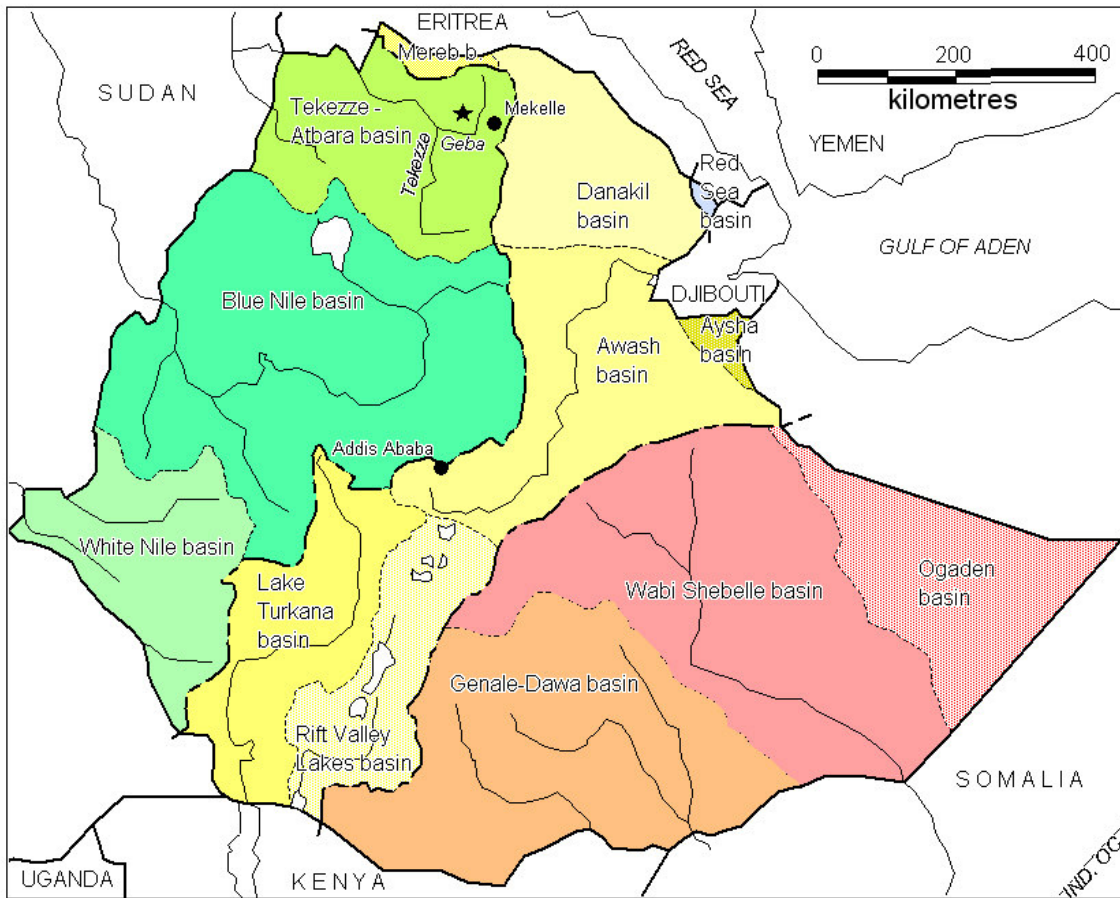 ERITREA
Mereb b.
RED SEA
0 200 400
kilometres
SUDAN
Tekezze -
Atbara basin
Mekelle
Geba
Tekezze
YEMEN
Red
Sea
basin
Danakil
basin
GULF OF ADEN
Blue Nile basin
DJIBOUTI
Aysha
basin
Awash
basin
Addis Ababa
White Nile basin
Lake
Turkana
basin
Wabi Shebelle basin
Ogaden
basin
Genale-Dawa basin
Rift Valley
Lakes basin
SOMALIA
UGANDA
KENYA
IND. OC